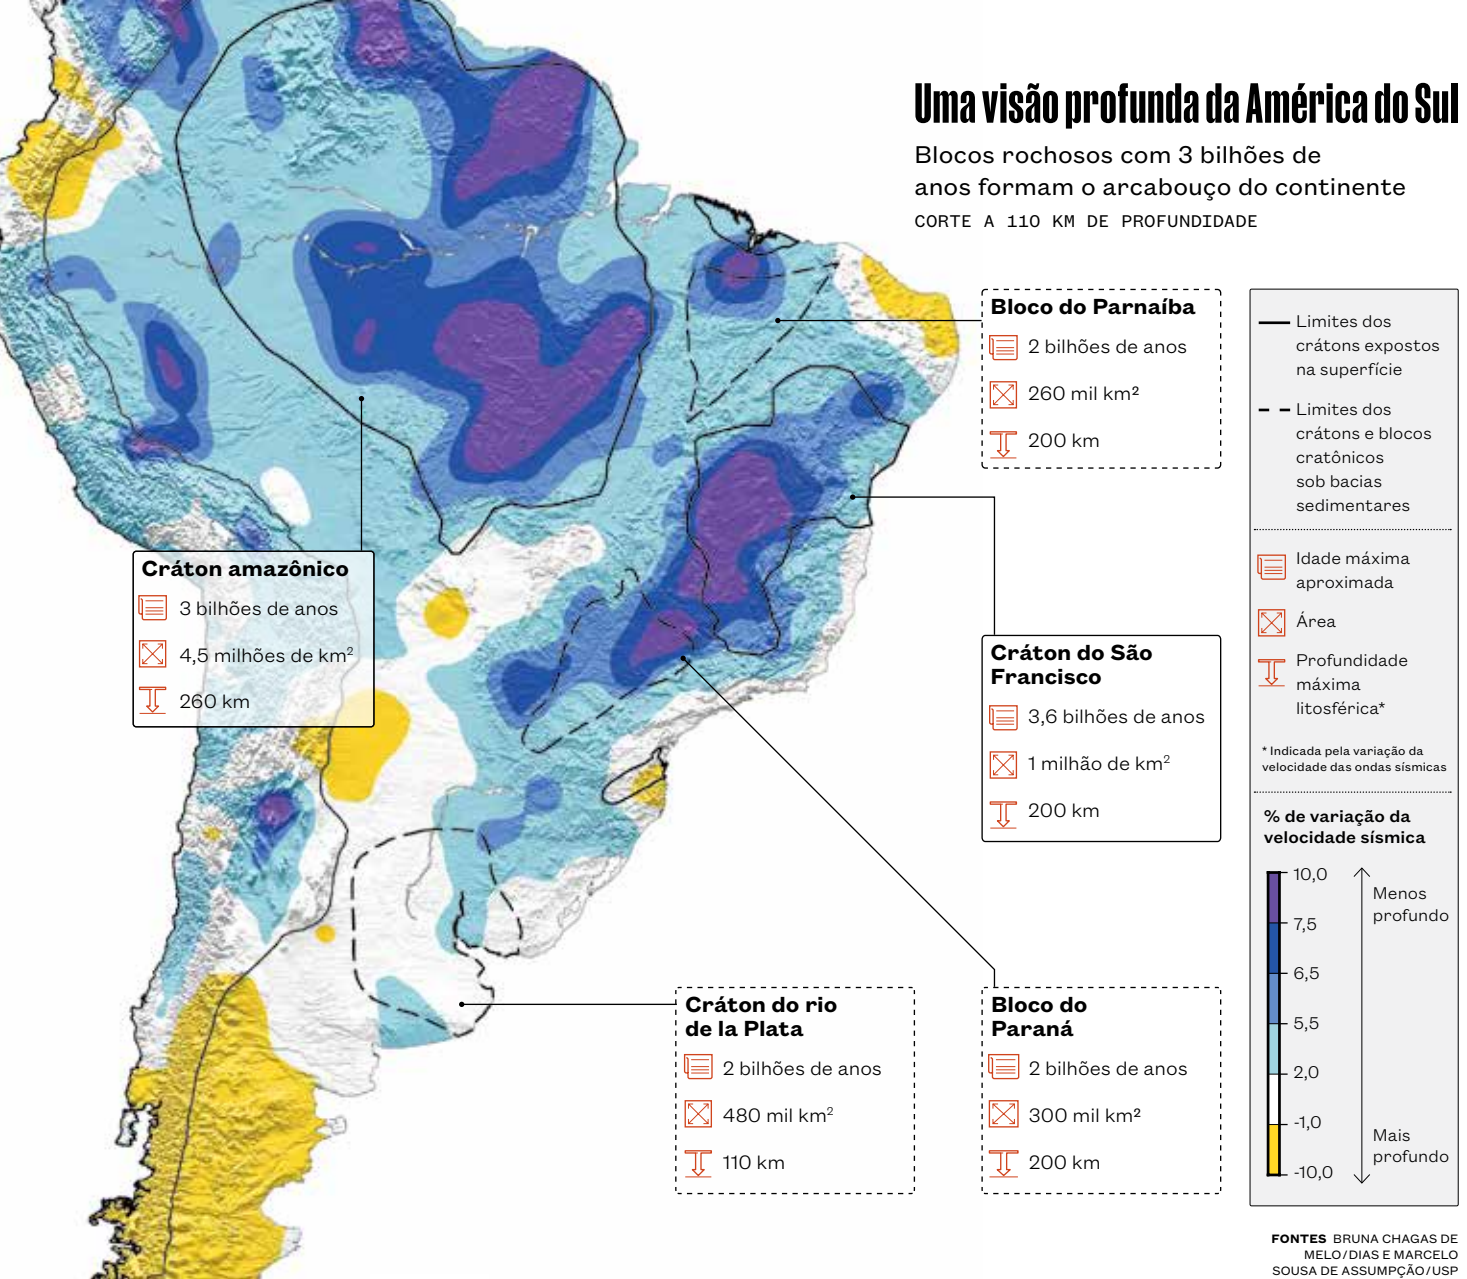 Uma visão profunda da América do Sul
Blocos rochosos com 3 bilhões de
anos formam o arcabouço do continente
CORTE A 110 KM DE PROFUNDIDADE
Bloco do Parnaíba
2 bilhões de anos
260 mil km²
200 km
Cráton amazônico
3 bilhões de anos
4,5 milhões de km²
260 km
Cráton do São
Francisco
3,6 bilhões de anos
1 milhão de km²
200 km
Cráton do rio
de la Plata
2 bilhões de anos
480 mil km²
110 km
Bloco do
Paraná
2 bilhões de anos
300 mil km²
200 km
Limites dos
crátons expostos
na superfície
Limites dos
crátons e blocos
cratônicos
sob bacias
sedimentares
Idade máxima
aproximada
Área
Profundidade
máxima
litosférica*
* Indicada pela variação da
velocidade das ondas sísmicas
% de variação da
velocidade sísmica
10,0
7,5
6,5
5,5
2,0
-1,0
-10,0
Menos
profundo
Mais
profundo
FONTES BRUNA CHAGAS DE
MELO/DIAS E MARCELO
SOUSA DE ASSUMPÇÃO/USP